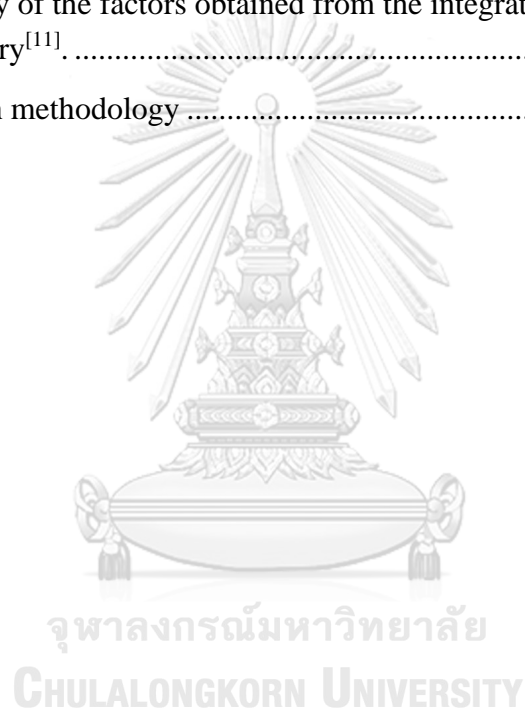 y of the factors obtained from the integrat
ry[11]. ..................................................
n methodology ..................................
จุฬาลงกรณ์มหาวิทยาลัย
CHULALONGKORN UNIVERSITY